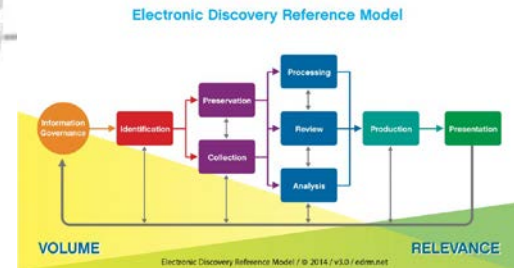 Electronic Discovery Reference Model
Processing
Preservation
Information
Governance
Identification
Review
Production
Presentation
Collection
Analysis
VOLUME
RELEVANCE
Electronic Discovery Reference Model / © 2014 / v3.0 / edrm.net